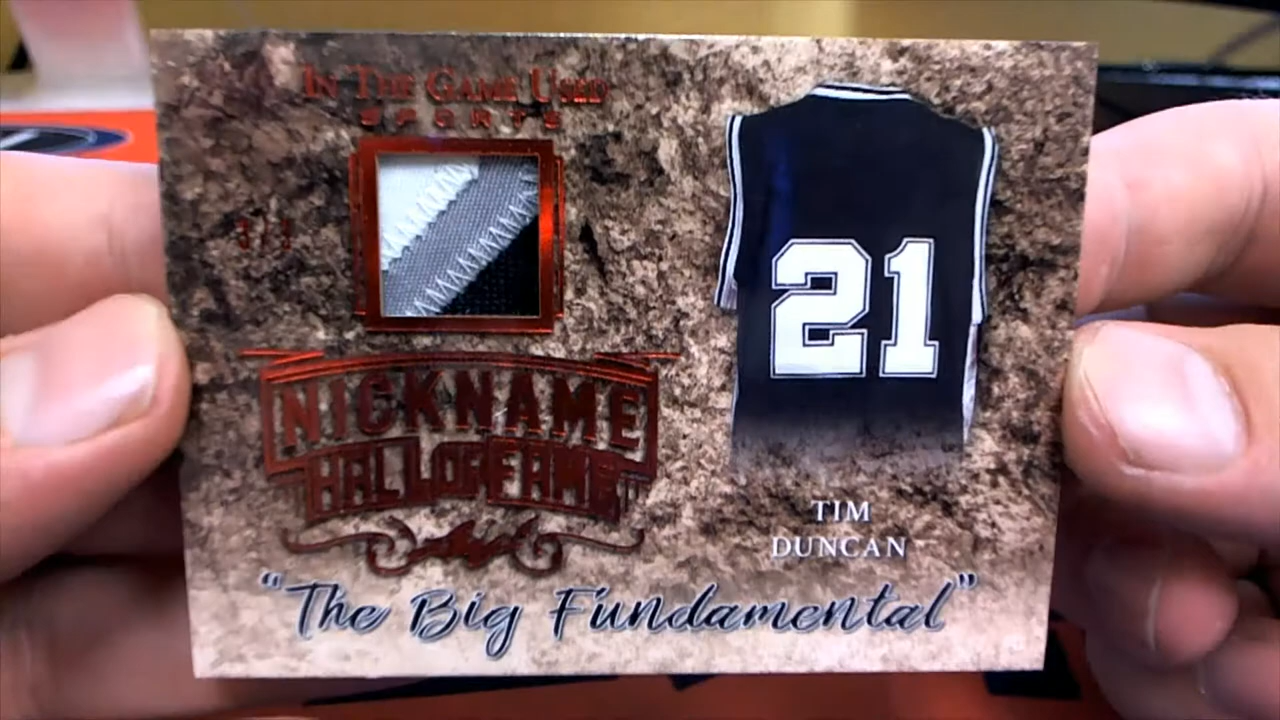 IN THE GAME USED
SPORTS
21
NICKNAME
HALL OF FAME
TIM
DUNCAN
"The Big Fundamental"